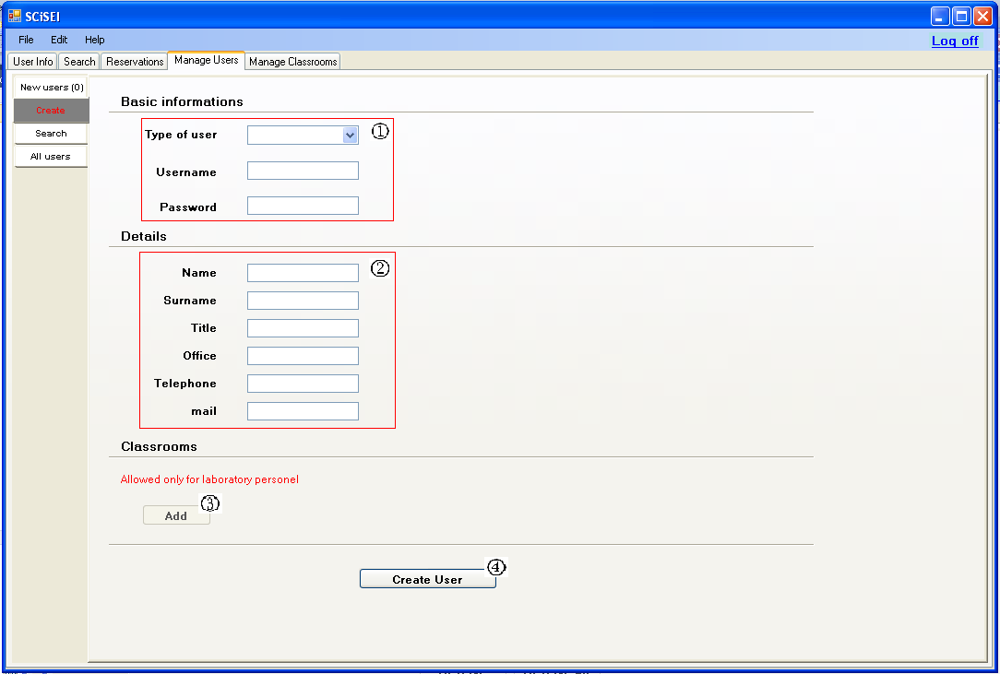 SCiSEI
File Edit Help
Log off
User Info Search Reservations Manage Users Manage Classrooms
New users (0)
Create
Search
All users
Basic informations
Type of user ①
Username
Password
Details
Name ②
Surname
Title
Office
Telephone
mail
Classrooms
Allowed only for laboratory personel
Add ③
Create User ④